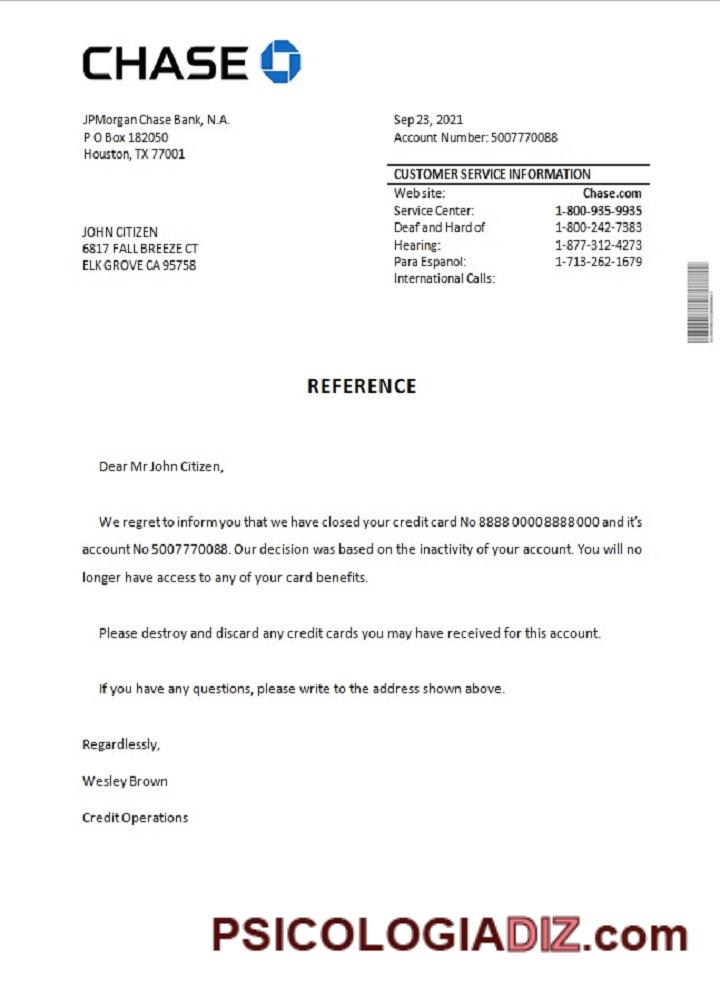 CHASE
JPMorgan Chase Bank, N.A.
P O Box 182050
Houston, TX 77001
Sep 23, 2021
Account Number: 5007770088
CUSTOMER SERVICE INFORMATION
Web site: Chase.com
Service Center: 1-800-935-9935
Deaf and Hard of 1-800-242-7383
Hearing: 1-877-312-4273
Para Espanol: 1-713-262-1679
International Calls:
JOHN CITIZEN
6817 FALL BREEZE CT
ELK GROVE CA 95758
REFERENCE
Dear Mr John Citizen,
We regret to inform you that we have closed your credit card No 8888 0000 8888 000 and it's
account No 5007770088. Our decision was based on the inactivity of your account. You will no
longer have access to any of your card benefits.
Please destroy and discard any credit cards you may have received for this account.
If you have any questions, please write to the address shown above.
Regardlessly,
Wesley Brown
Credit Operations
PSICOLOGIADIZ.com